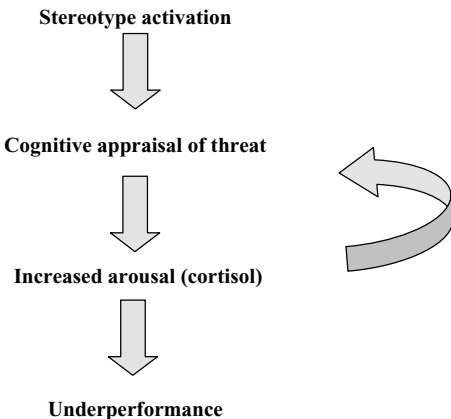 Stereotype activation
Cognitive appraisal of threat
Increased arousal (cortisol)
Underperformance